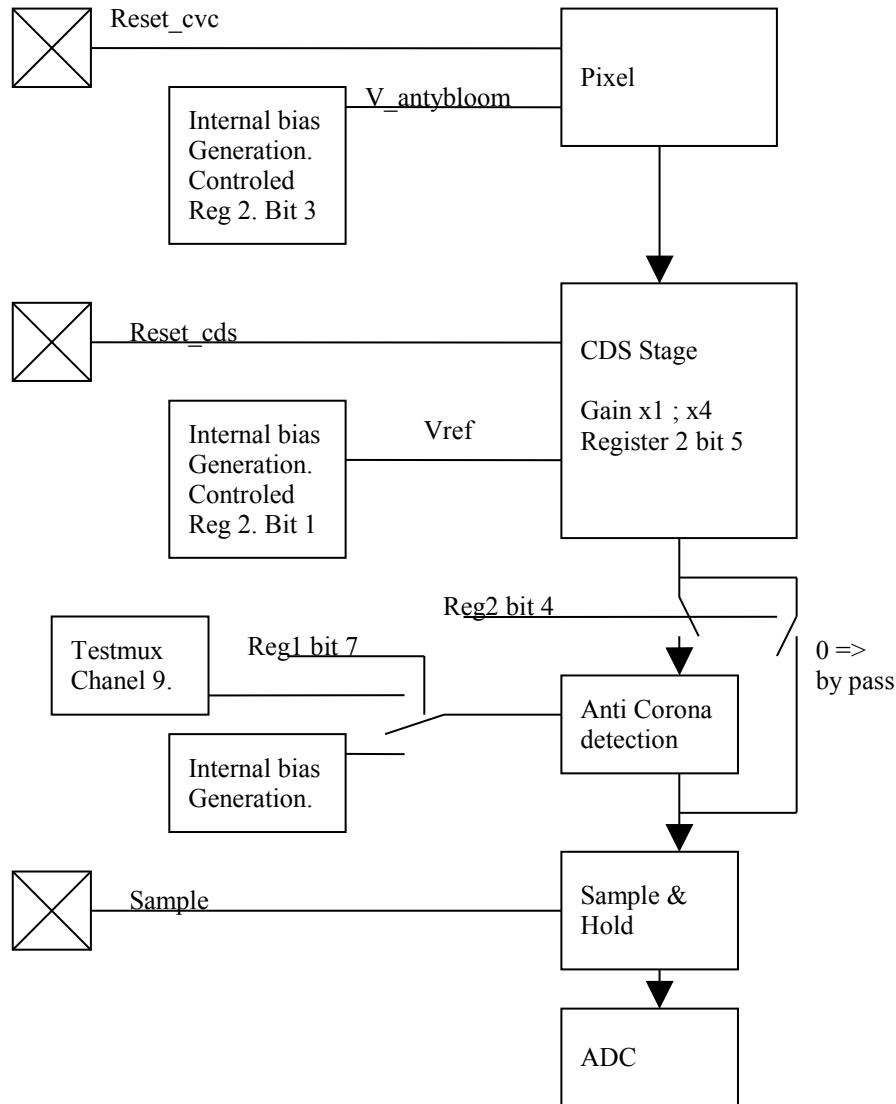 Reset_cvc
Pixel
V_antybloom
Internal bias
Generation.
Controled
Reg 2. Bit 3
Reset_cds
CDS Stage
Gain x1 ; x4
Register 2 bit 5
Vref
Internal bias
Generation.
Controled
Reg 2. Bit 1
Reg2 bit 4
Testmux
Chanel 9.
Reg1 bit 7
0 =>
by pass
Anti Corona
detection
Internal bias
Generation.
Sample
Sample &
Hold
ADC